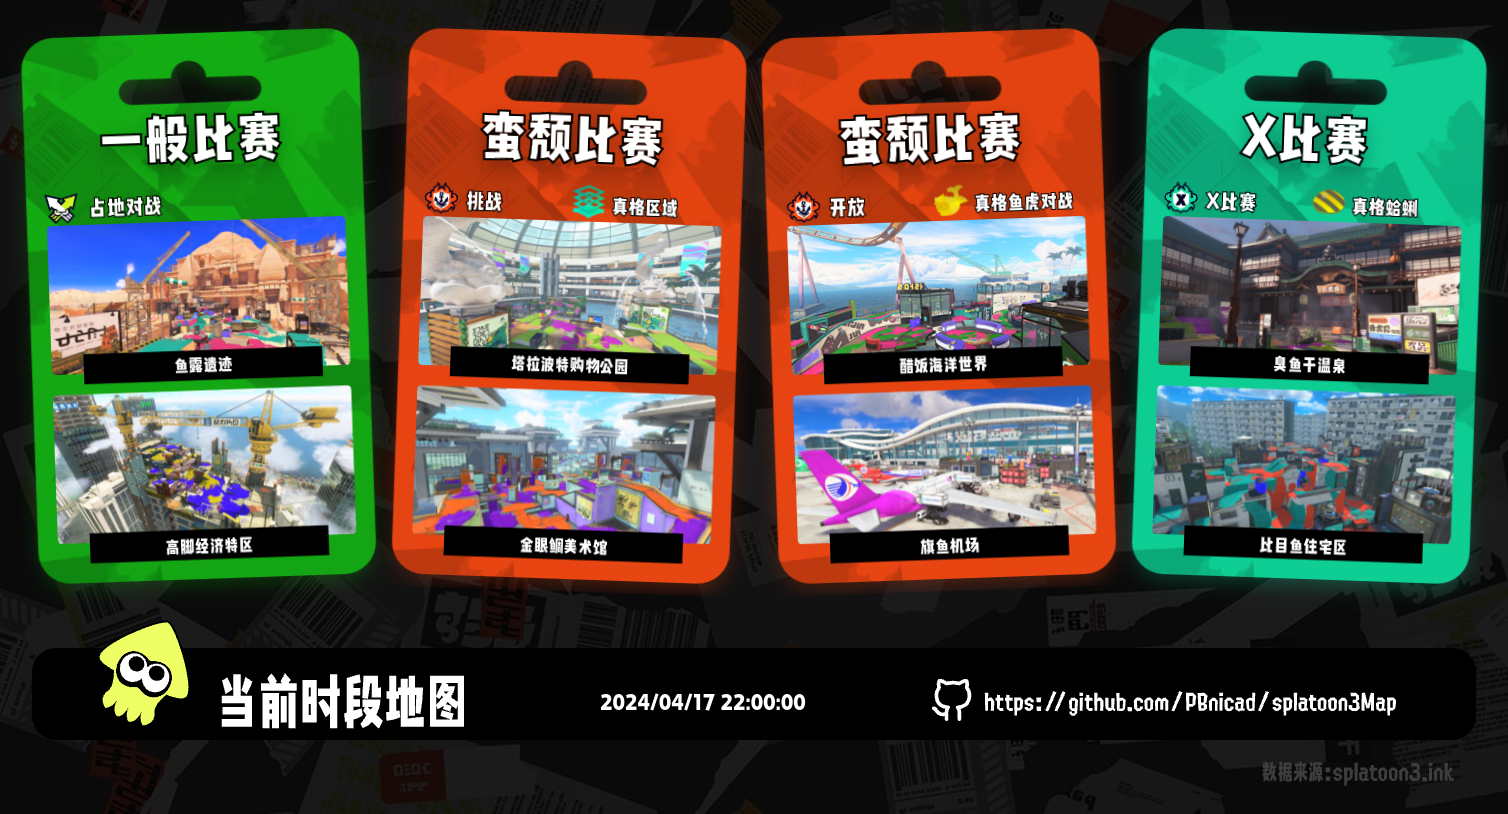 一般比赛
占地对战
鱼露遗迹
高脚经济特区
蛮颓比赛
挑战
真格区域
塔拉波特购物公园
金眼鲷美术馆
蛮颓比赛
开放
真格鱼虎对战
醋饭海洋世界
旗鱼机场
X比赛
X比赛
真格蛤蜊
臭鱼干温泉
比目鱼住宅区
当前时段地图
2024/04/17 22:00:00
https://github.com/PBnicad/splatoon3Map
数据来源:splatoon3.ink